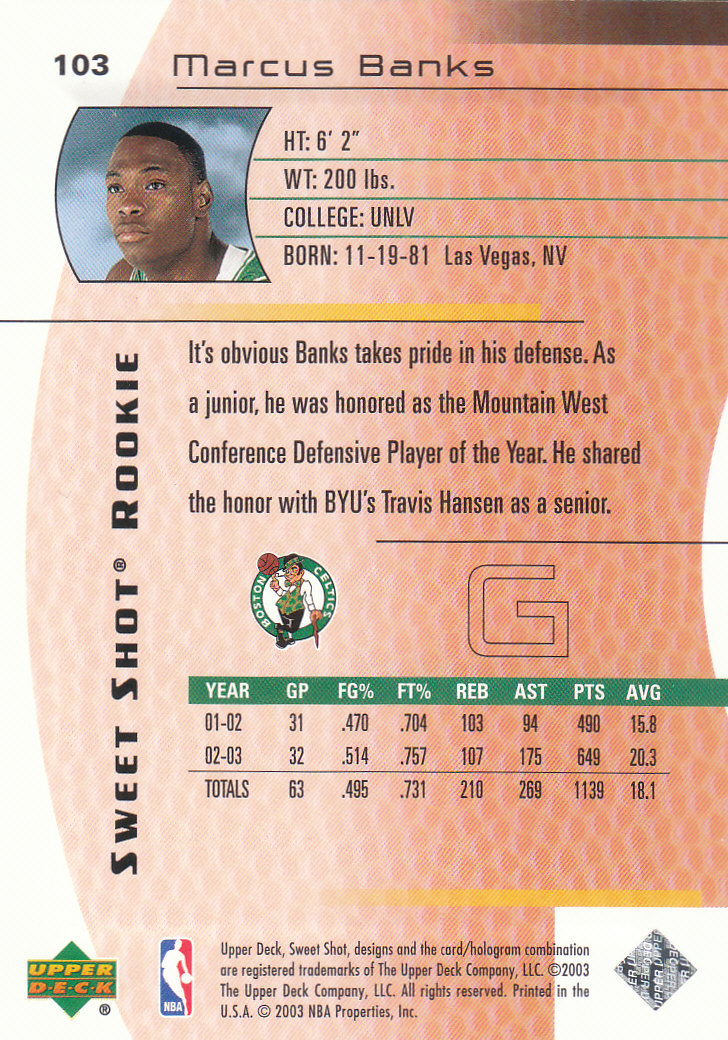 103 Marcus Banks
HT: 6' 2"
WT: 200 lbs.
COLLEGE: UNLV
BORN: 11-19-81 Las Vegas, NV
SWEET SHOT® ROOKIE
It's obvious Banks takes pride in his defense. As
a junior, he was honored as the Mountain West
Conference Defensive Player of the Year. He shared
the honor with BYU's Travis Hansen as a senior.
BOSTON CELTICS
G
YEAR GP FG% FT% REB AST PTS AVG
01-02 31 .470 .704 103 94 490 15.8
02-03 32 .514 .757 107 175 649 20.3
TOTALS 63 .495 .731 210 269 1139 18.1
UPPER
D·E·C·K
®
NBA
Upper Deck, Sweet Shot, designs and the card/hologram combination
are registered trademarks of The Upper Deck Company, LLC. ©2003
The Upper Deck Company, LLC. All rights reserved. Printed in the
U.S.A. © 2003 NBA Properties, Inc.